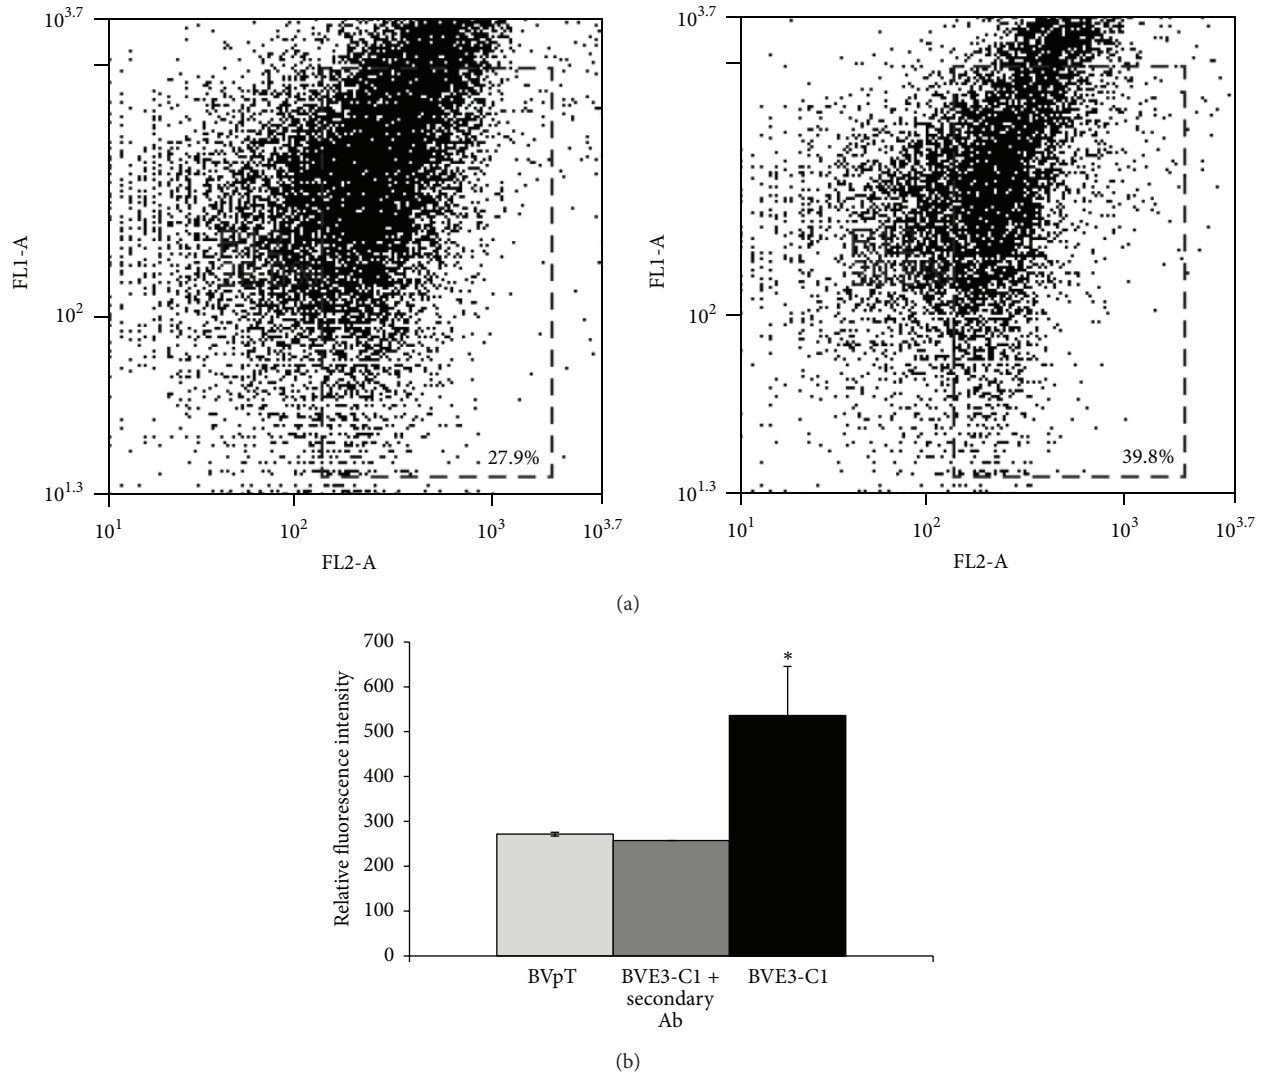 10^3.7
10^2
10^1.3
FL1-A
10^1 10^2 10^3 10^3.7
FL2-A
27.9%
10^3.7
10^2
10^1.3
FL1-A
10^1 10^2 10^3 10^3.7
FL2-A
39.8%
(a)
700
600
500
400
300
200
100
0
Relative fluorescence intensity
*
BVpT
BVE3-C1 +
secondary
Ab
BVE3-C1
(b)